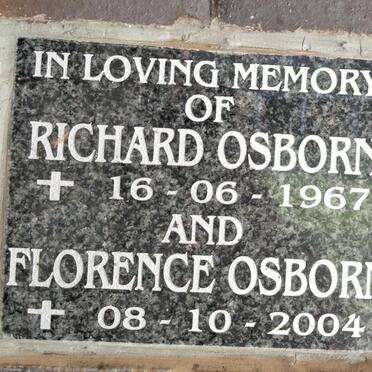 IN LOVING MEMORY
OF
RICHARD OSBORN
✝ 16 - 06 - 1967
AND
FLORENCE OSBORN
✝ 08 - 10 - 2004